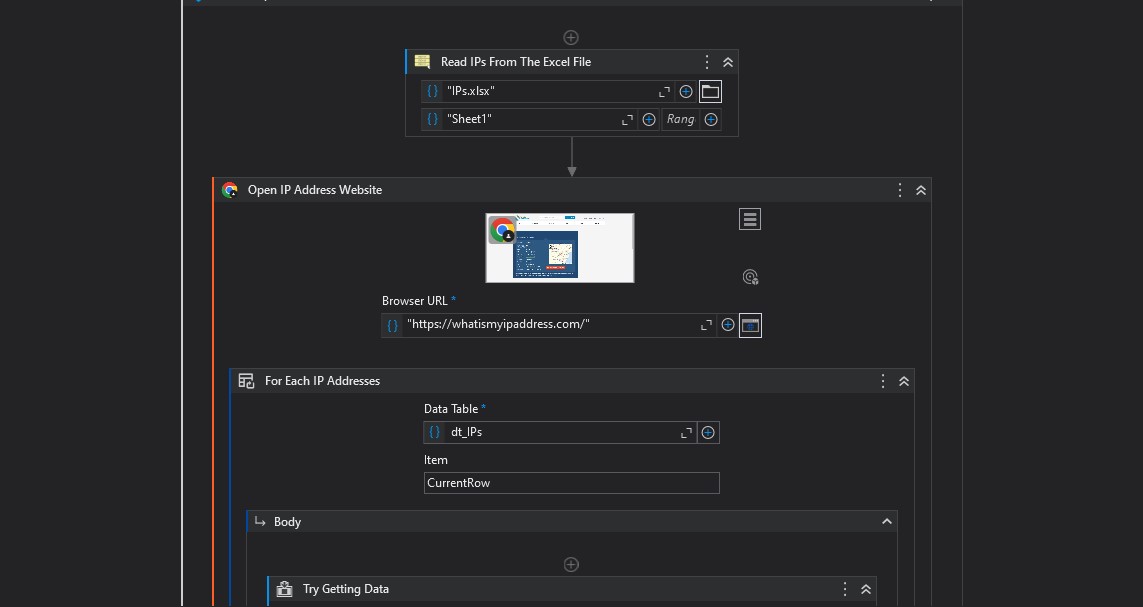 Read IPs From The Excel File
"IPs.xlsx"
"Sheet1" Rang
Open IP Address Website
Browser URL *
"https://whatismyipaddress.com/"
For Each IP Addresses
Data Table *
dt_IPs
Item
CurrentRow
Body
Try Getting Data